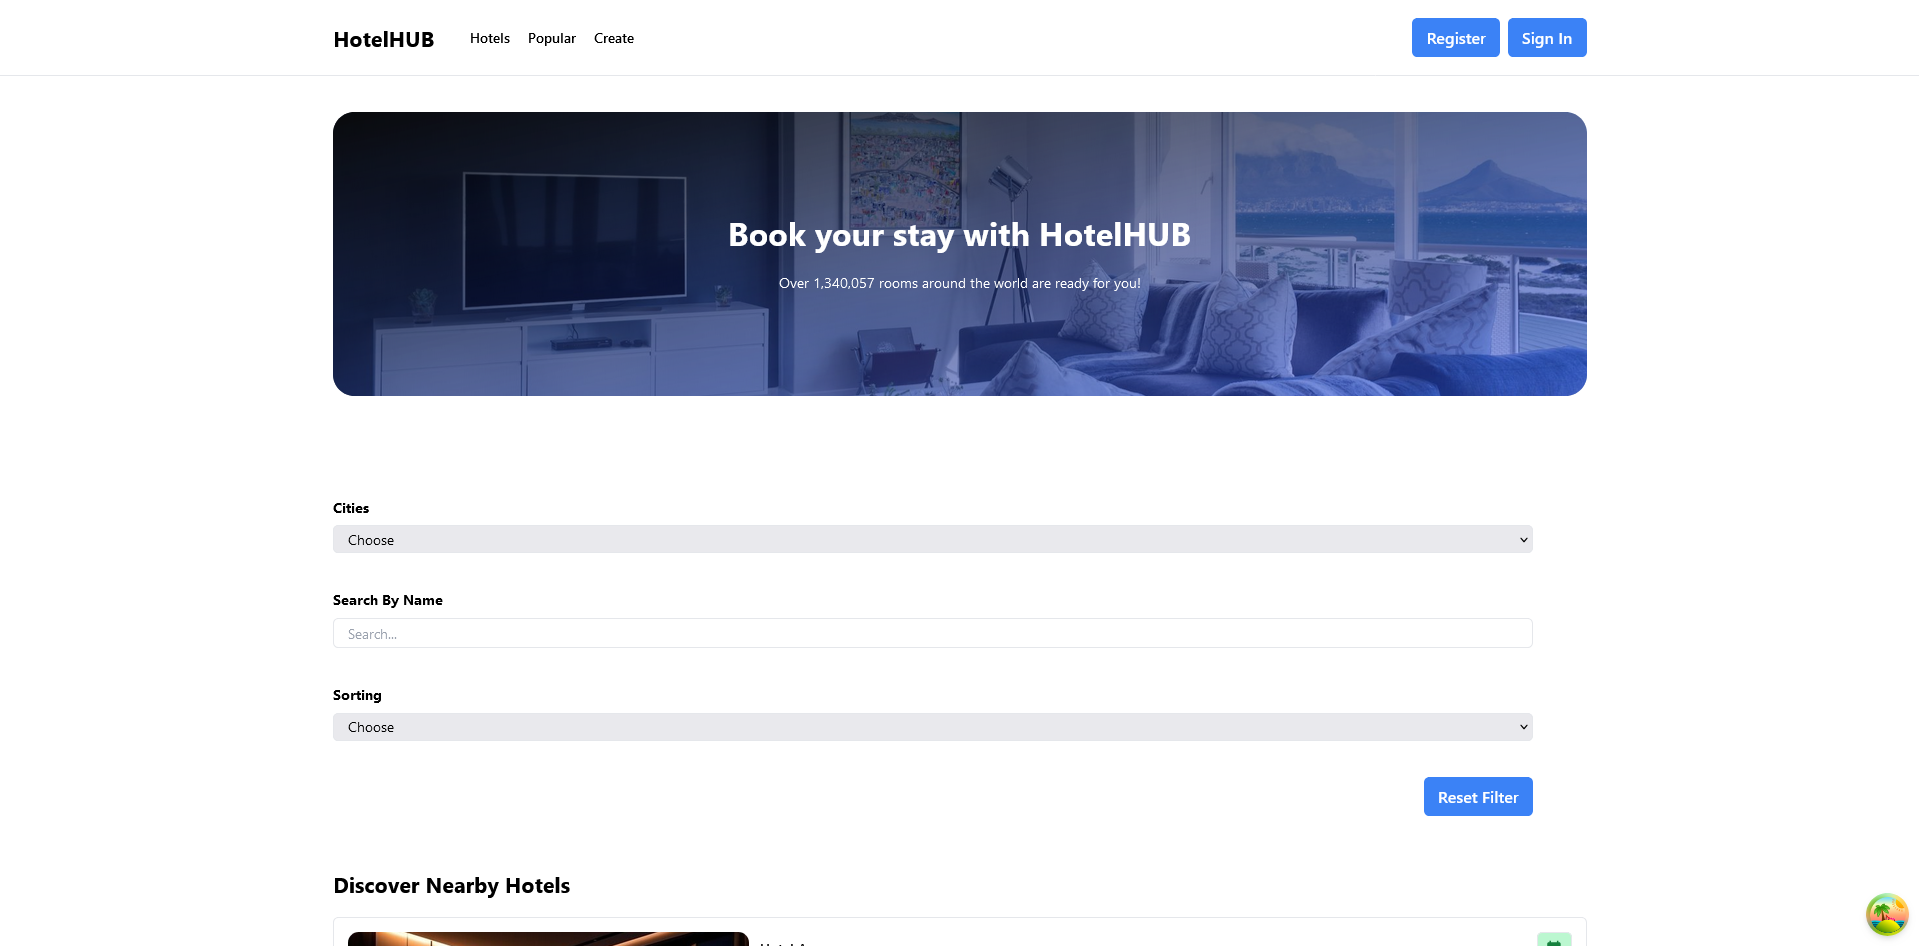 HotelHUB
Hotels
Popular
Create
Register
Sign In
Book your stay with HotelHUB
Over 1,340,057 rooms around the world are ready for you!
Cities
Choose
Search By Name
Search...
Sorting
Choose
Reset Filter
Discover Nearby Hotels